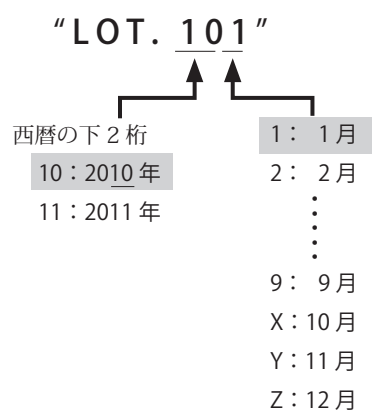 “LOT. 101”
西暦の下2桁
10：2010年
11：2011年
1： 1月
2： 2月
9： 9月
X：10月
Y：11月
Z：12月